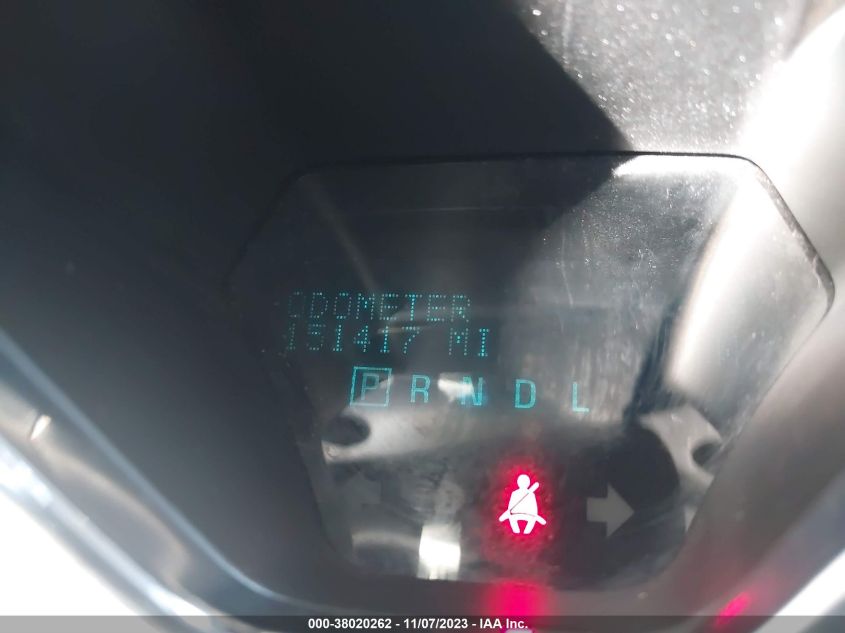 ODOMETER
151417 MI
P R N D L
000-38020262 - 11/07/2023 - IAA Inc.